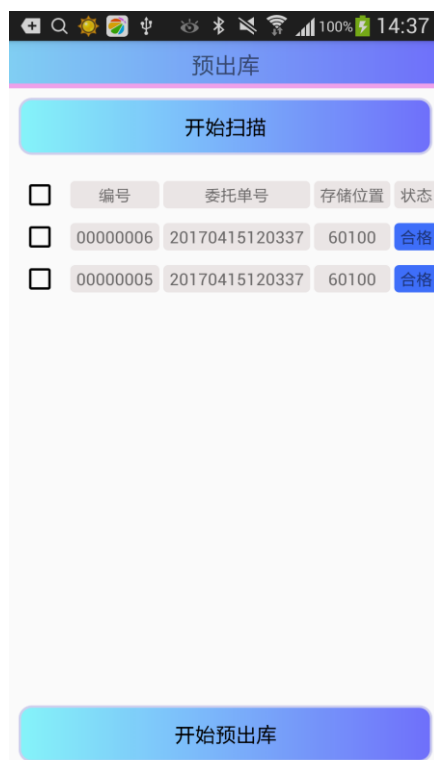 100% 14:37
预出库
开始扫描
编号 委托单号 存储位置 状态
00000006 20170415120337 60100 合格
00000005 20170415120337 60100 合格
开始预出库